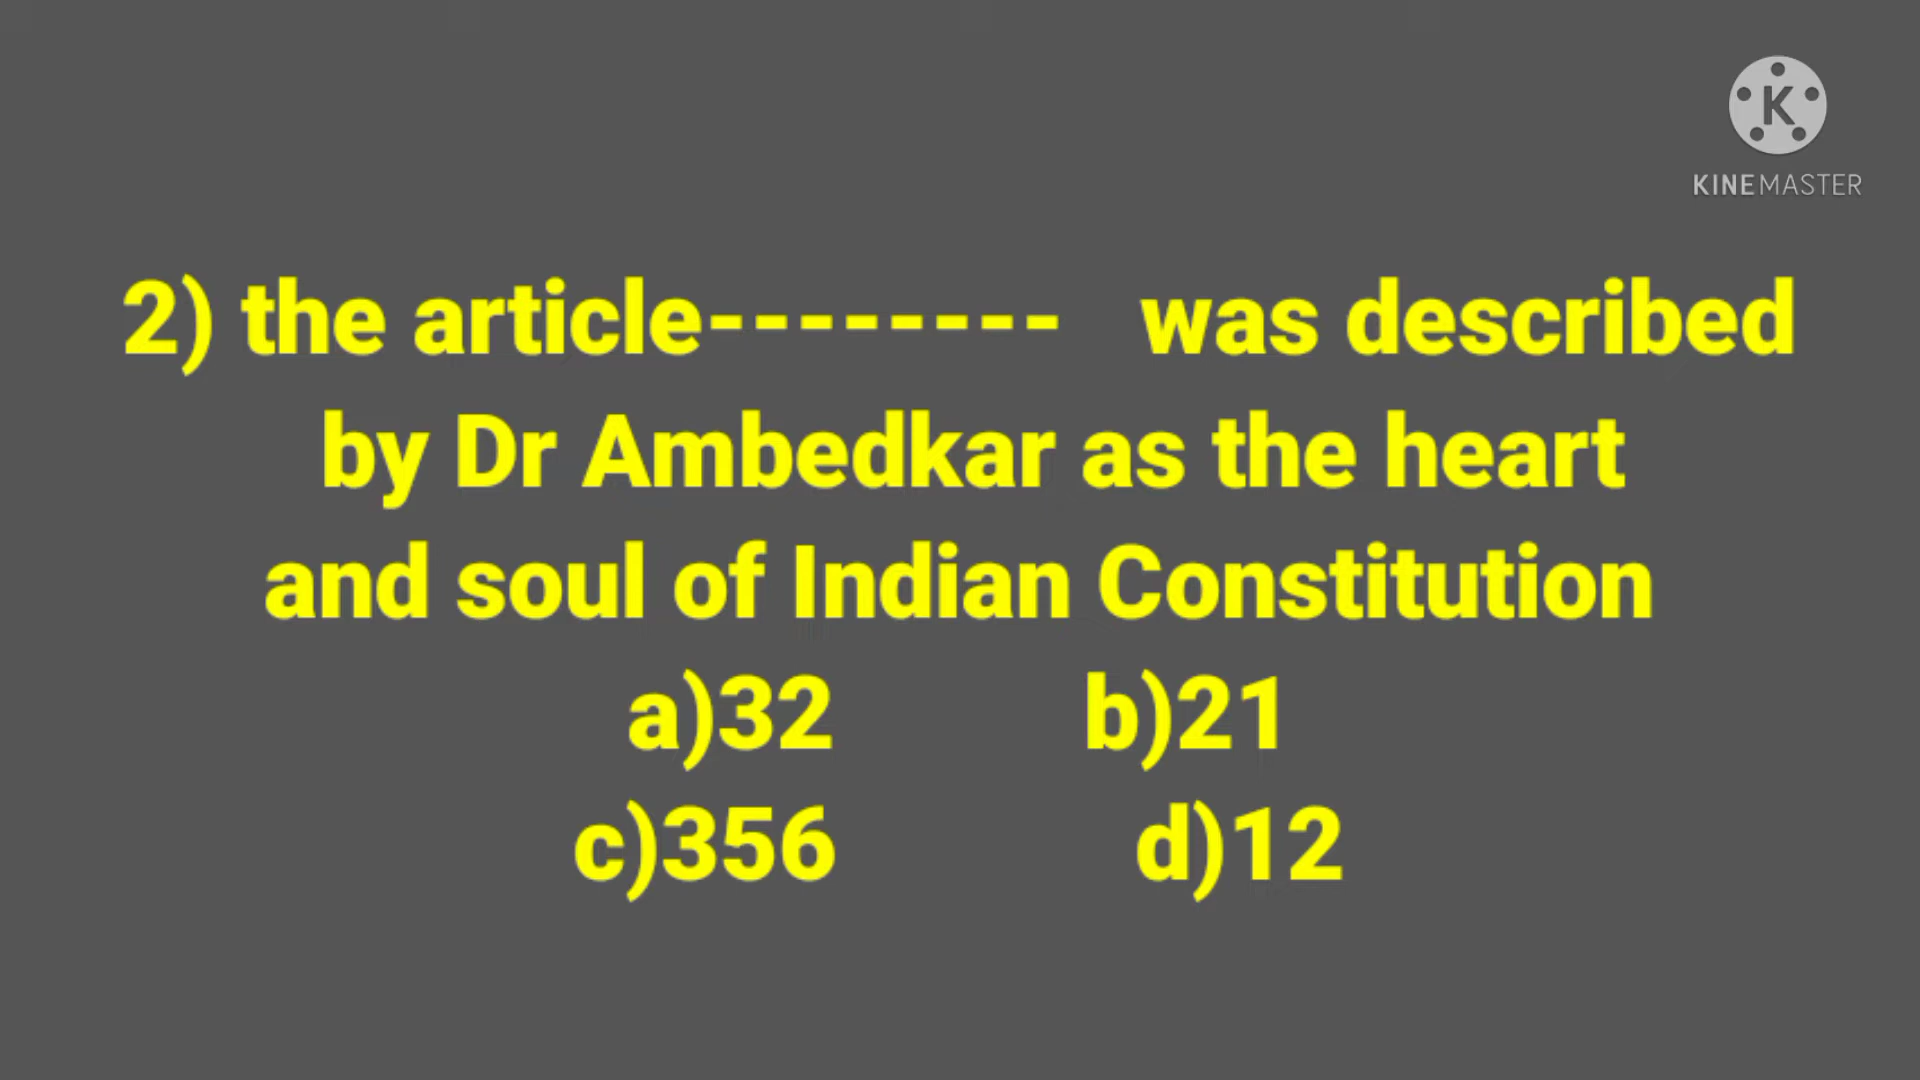 K
KINEMASTER
2) the article-------- was described
by Dr Ambedkar as the heart
and soul of Indian Constitution
a)32 b)21
c)356 d)12